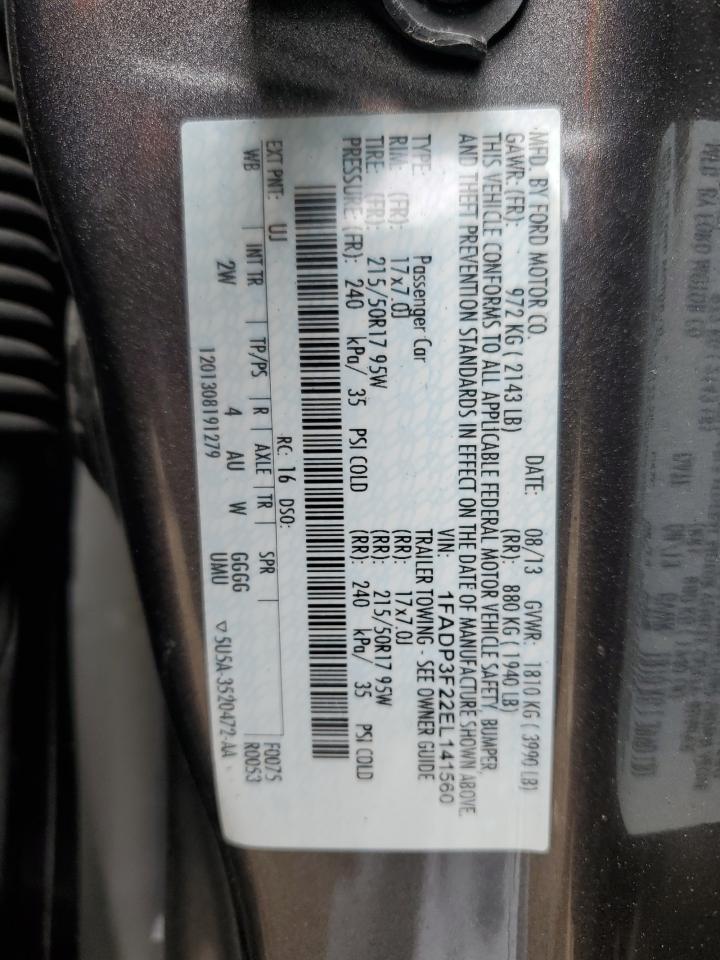 MFD. BY FORD MOTOR CO.
DATE: 08/13 GVWR: 1810 KG ( 3990 LB)
GAWR: (FR): 972 KG ( 2143 LB) (RR): 880 KG ( 1940 LB)
THIS VEHICLE CONFORMS TO ALL APPLICABLE FEDERAL MOTOR VEHICLE SAFETY, BUMPER,
AND THEFT PREVENTION STANDARDS IN EFFECT ON THE DATE OF MANUFACTURE SHOWN ABOVE.
VIN: 1FADP3F22EL141560
TYPE: Passenger Car TRAILER TOWING - SEE OWNER GUIDE
RIM: (FR): 17x7.0J (RR): 17x7.0J
TIRE: (FR): 215/50R17 95W (RR): 215/50R17 95W
PRESSURE (FR): 240 kPa/ 35 PSI COLD (RR): 240 kPa/ 35 PSI COLD
EXT PNT: UJ RC: 16 DSO: F0075
WB | INT TR | TP/PS | R | AXLE | TR | SPR | R0053
2W 4 AU W GGGG
UMU
1201308191279 ▽5U5A-3520472-AA